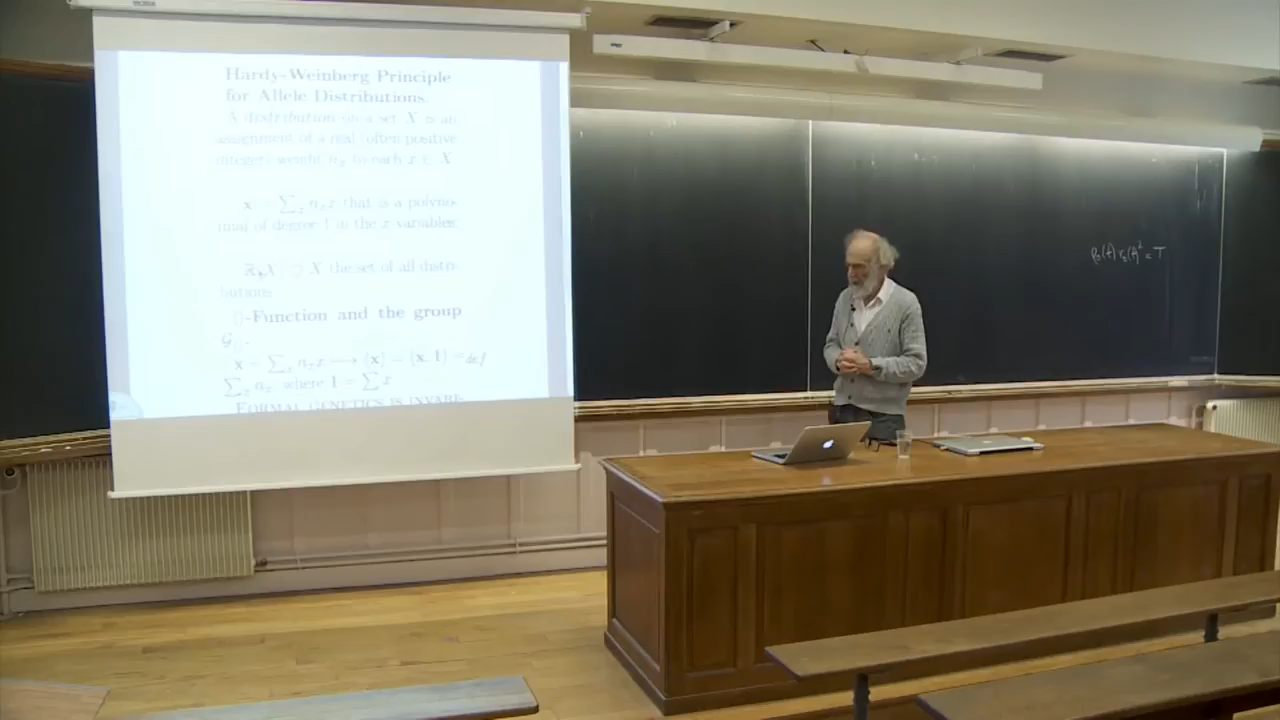 Hardy–Weinberg Principle
for Allele Distributions.
A distribution on a set X is an
assignment of a real (often positive
integer) weight n_x to each x ∈ X
x = ∑_x n_x x that is a polyno-
mial of degree 1 in the x-variables.
X the set of all distri-
butions.
-Function and the group
x = ∑_x n_x x ⟶ (x) = (x, 1) =def
∑_x n_x where 1 = ∑ x
FORMAL GENETICS IS INVARI-
= T